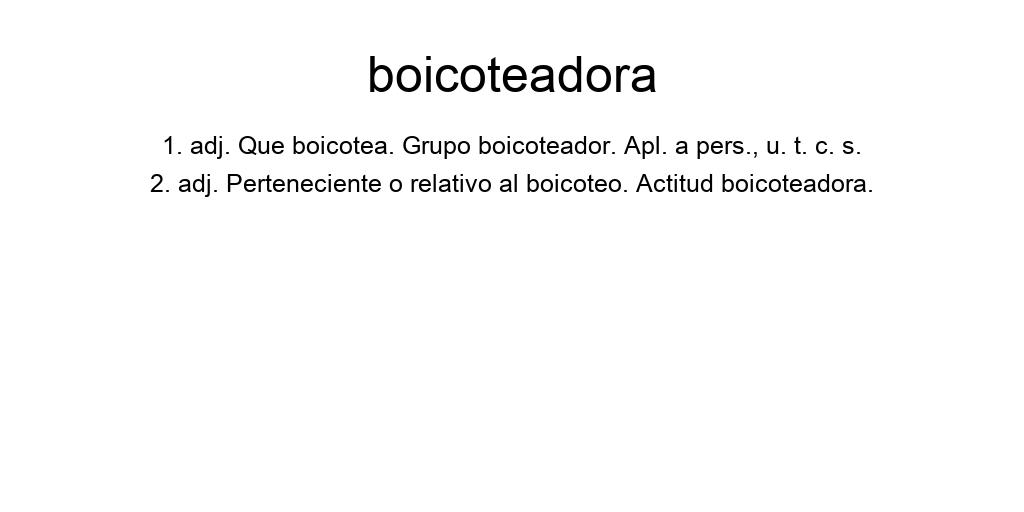 boicoteadora
1. adj. Que boicotea. Grupo boicoteador. Apl. a pers., u. t. c. s.
2. adj. Perteneciente o relativo al boicoteo. Actitud boicoteadora.